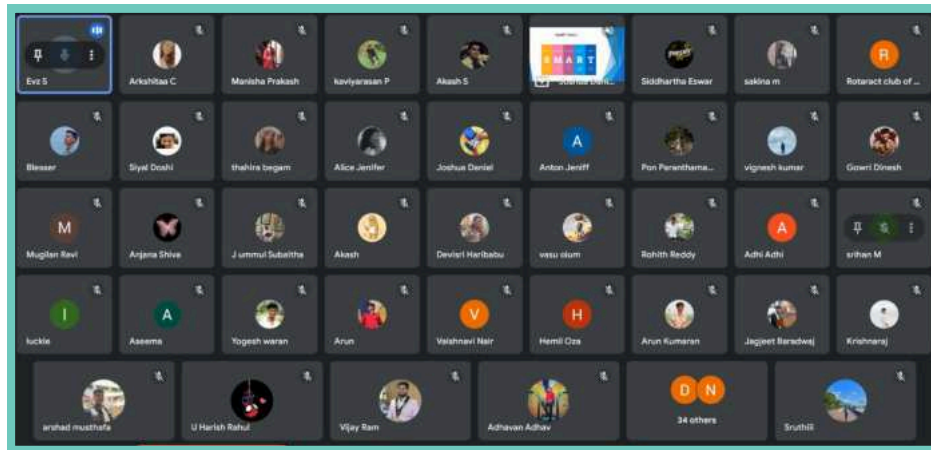 Evz S
Arkshitaa C
Manisha Prakash
kaviyarasan P
Akash S
SMART
Siddhartha Eswar
sakina m
R
Rotaract club of ...
Blesser
Siyal Doshi
thahira begam
Alice Jenifer
Joshua Daniel
A
Anton Jeniff
Pon Peranthama...
vignesh kumar
Gowri Dinesh
M
Mugilan Ravi
Anjana Shiva
J ummul Subaitha
Akash
Devisri Haribabu
vasu olum
Rohith Reddy
A
Adhi Adhi
srihan M
I
luckie
A
Aseema
Yogesh waran
Arun
V
Vaishnavi Nair
H
Hemil Oza
Arun Kumaran
Jagjeet Baradwaj
Krishnaraj
arshad musthafa
U Harish Rahul
Vijay Ram
Adhavan Adhav
D N
34 others
Sruthiii